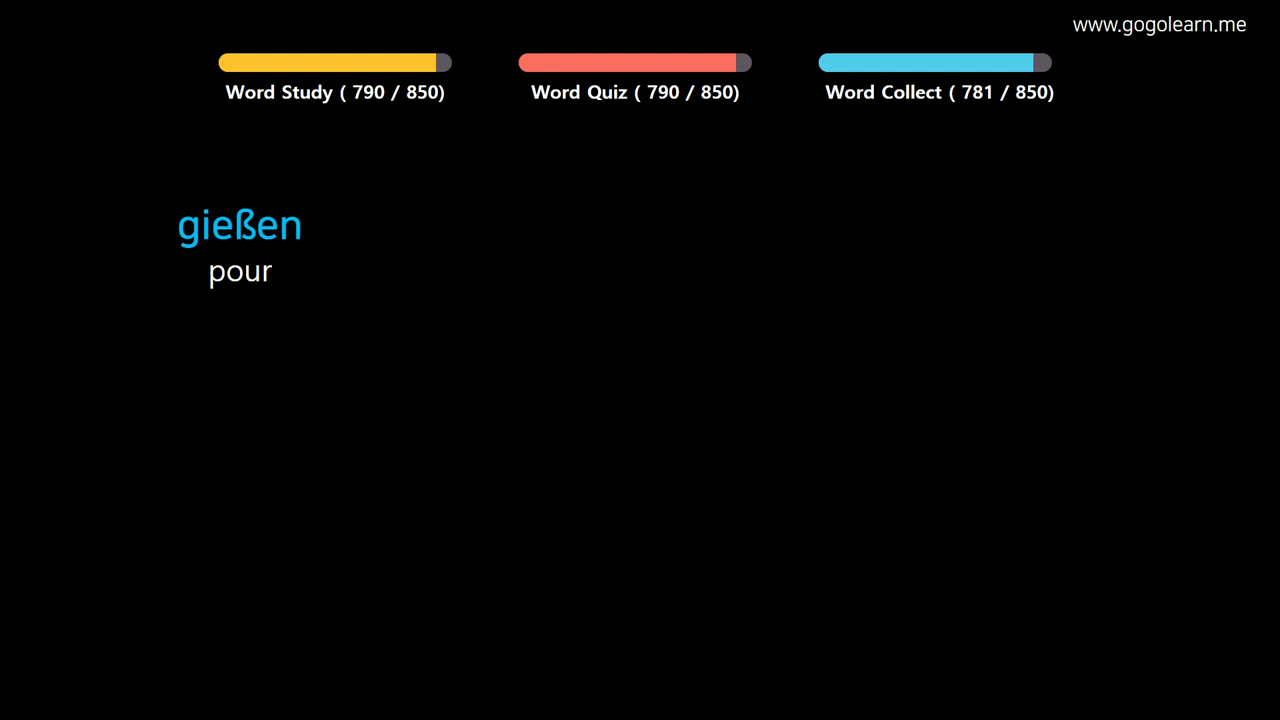 www.gogolearn.me
Word Study ( 790 / 850)
Word Quiz ( 790 / 850)
Word Collect ( 781 / 850)
gießen
pour